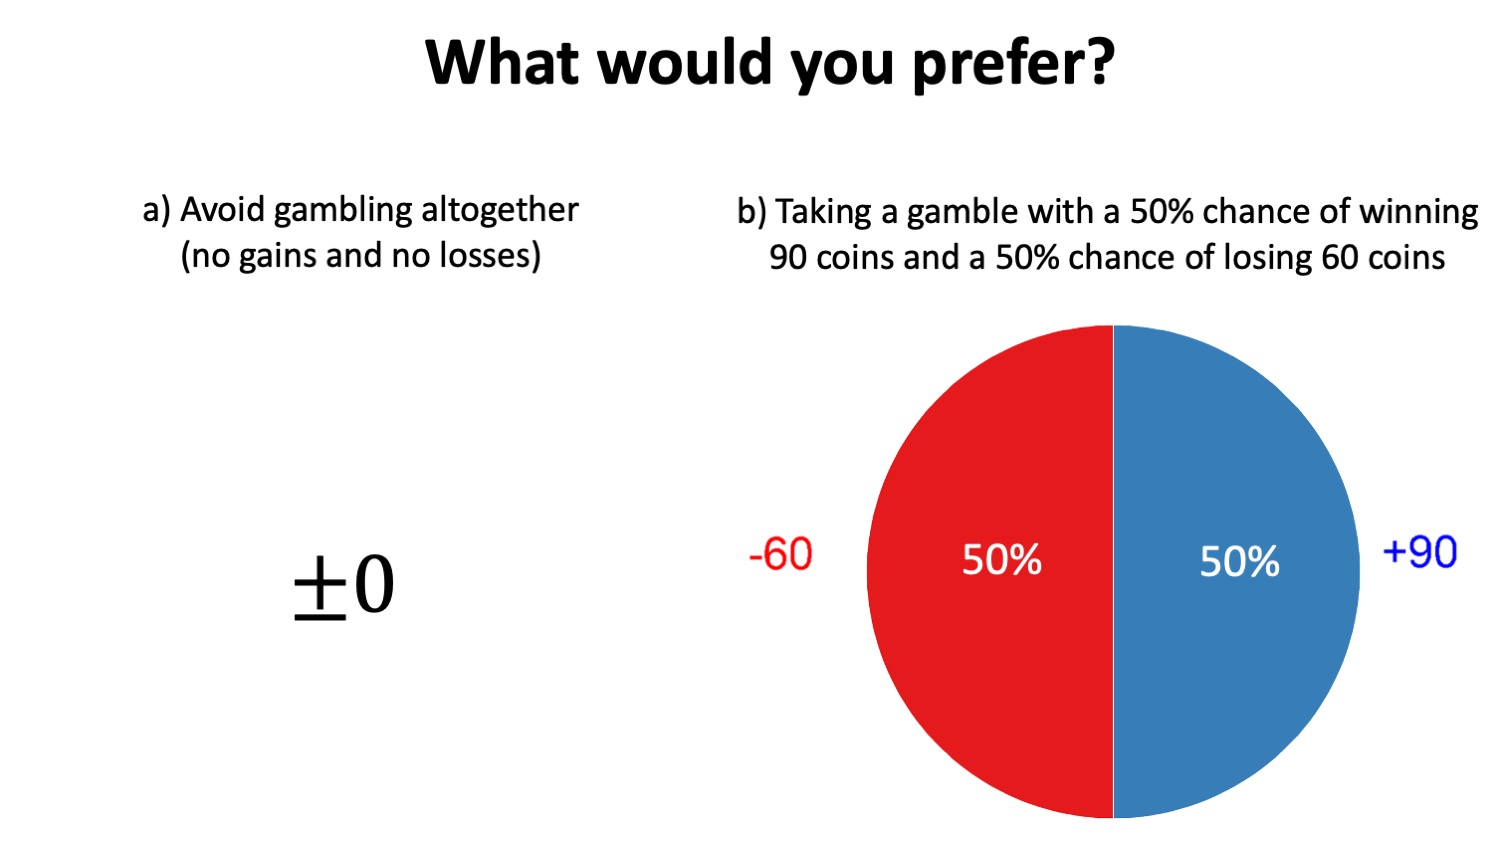 What would you prefer?
a) Avoid gambling altogether
(no gains and no losses)
b) Taking a gamble with a 50% chance of winning
90 coins and a 50% chance of losing 60 coins
±0
-60
50%
50%
+90